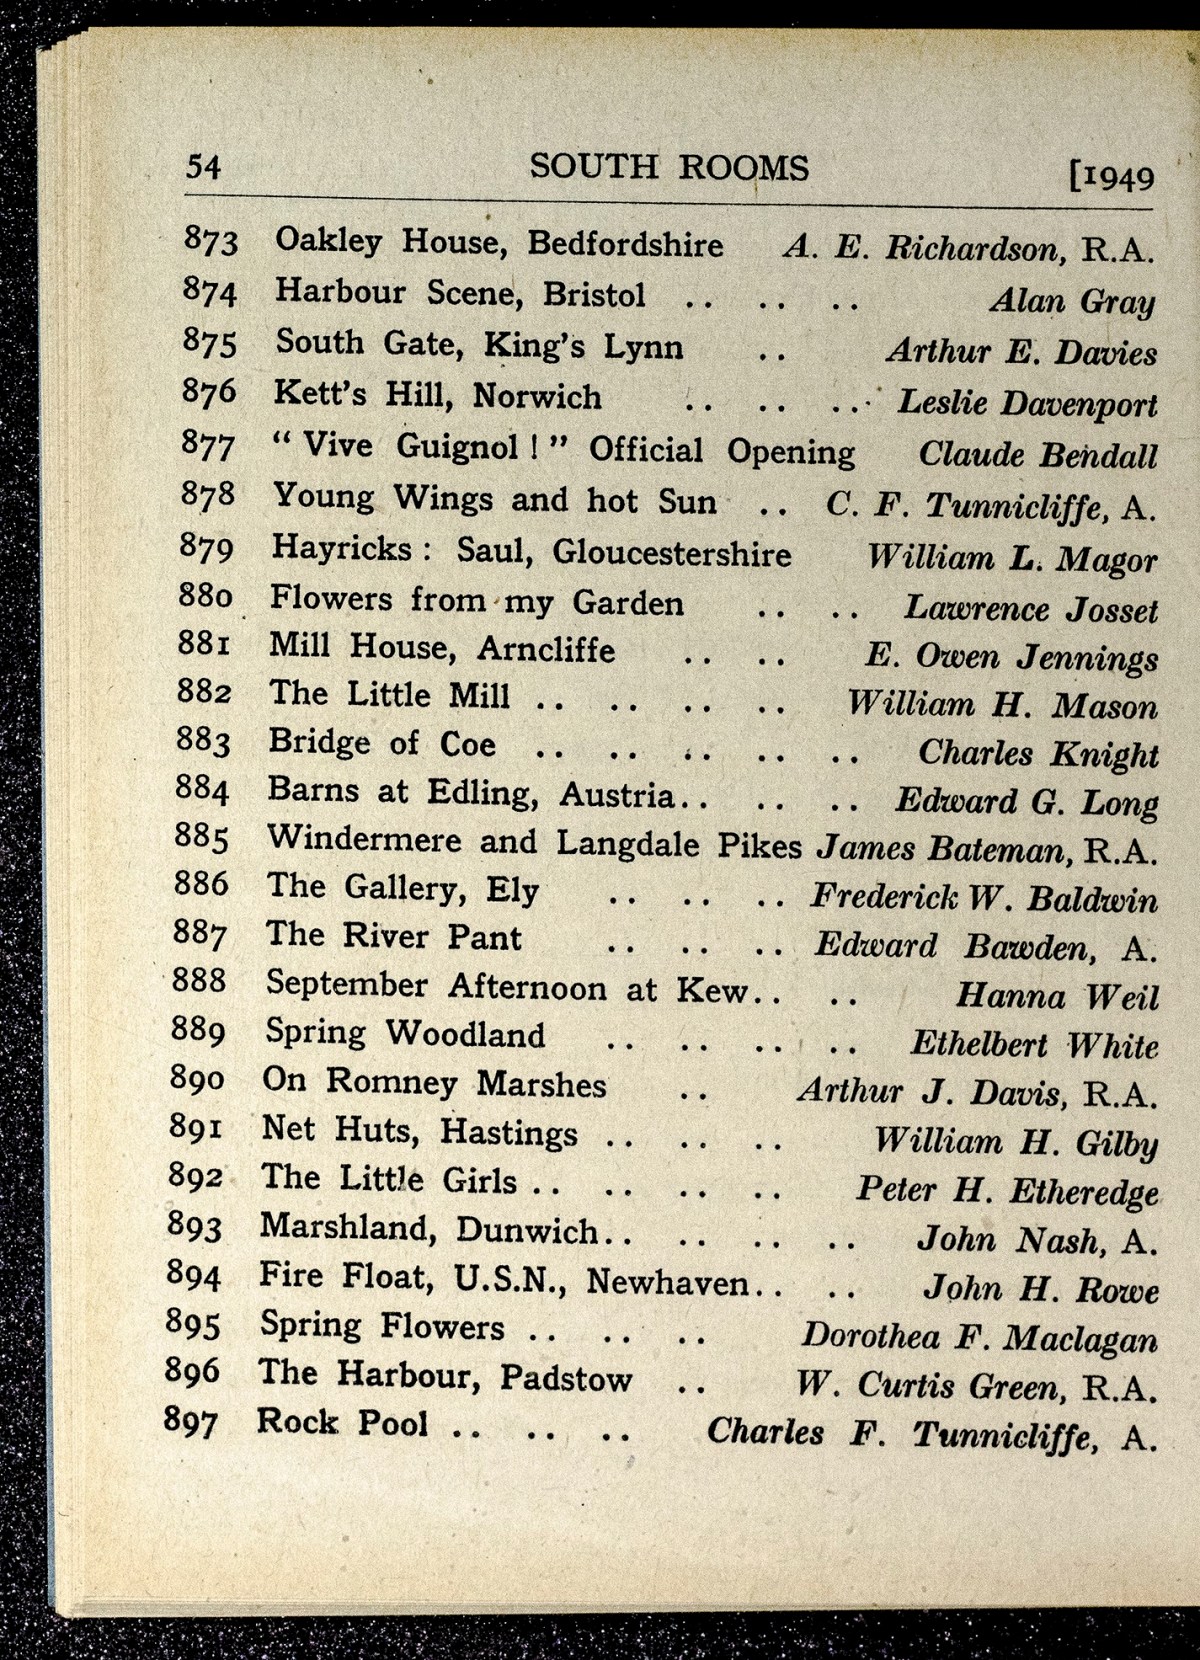 54 SOUTH ROOMS [1949
873 Oakley House, Bedfordshire A. E. Richardson, R.A.
874 Harbour Scene, Bristol .. .. .. Alan Gray
875 South Gate, King's Lynn .. Arthur E. Davies
876 Kett's Hill, Norwich .. .. .. Leslie Davenport
877 “ Vive Guignol ! ” Official Opening Claude Bendall
878 Young Wings and hot Sun .. C. F. Tunnicliffe, A.
879 Hayricks : Saul, Gloucestershire William L. Magor
880 Flowers from my Garden .. .. Lawrence Josset
881 Mill House, Arncliffe .. .. E. Owen Jennings
882 The Little Mill .. .. .. .. William H. Mason
883 Bridge of Coe .. .. .. .. .. Charles Knight
884 Barns at Edling, Austria.. .. .. Edward G. Long
885 Windermere and Langdale Pikes James Bateman, R.A.
886 The Gallery, Ely .. .. .. Frederick W. Baldwin
887 The River Pant .. .. .. Edward Bawden, A.
888 September Afternoon at Kew.. .. Hanna Weil
889 Spring Woodland .. .. .. .. Ethelbert White
890 On Romney Marshes .. Arthur J. Davis, R.A.
891 Net Huts, Hastings .. .. .. William H. Gilby
892 The Little Girls .. .. .. .. Peter H. Etheredge
893 Marshland, Dunwich.. .. .. .. John Nash, A.
894 Fire Float, U.S.N., Newhaven.. .. John H. Rowe
895 Spring Flowers .. .. .. Dorothea F. Maclagan
896 The Harbour, Padstow .. W. Curtis Green, R.A.
897 Rock Pool .. .. .. Charles F. Tunnicliffe, A.